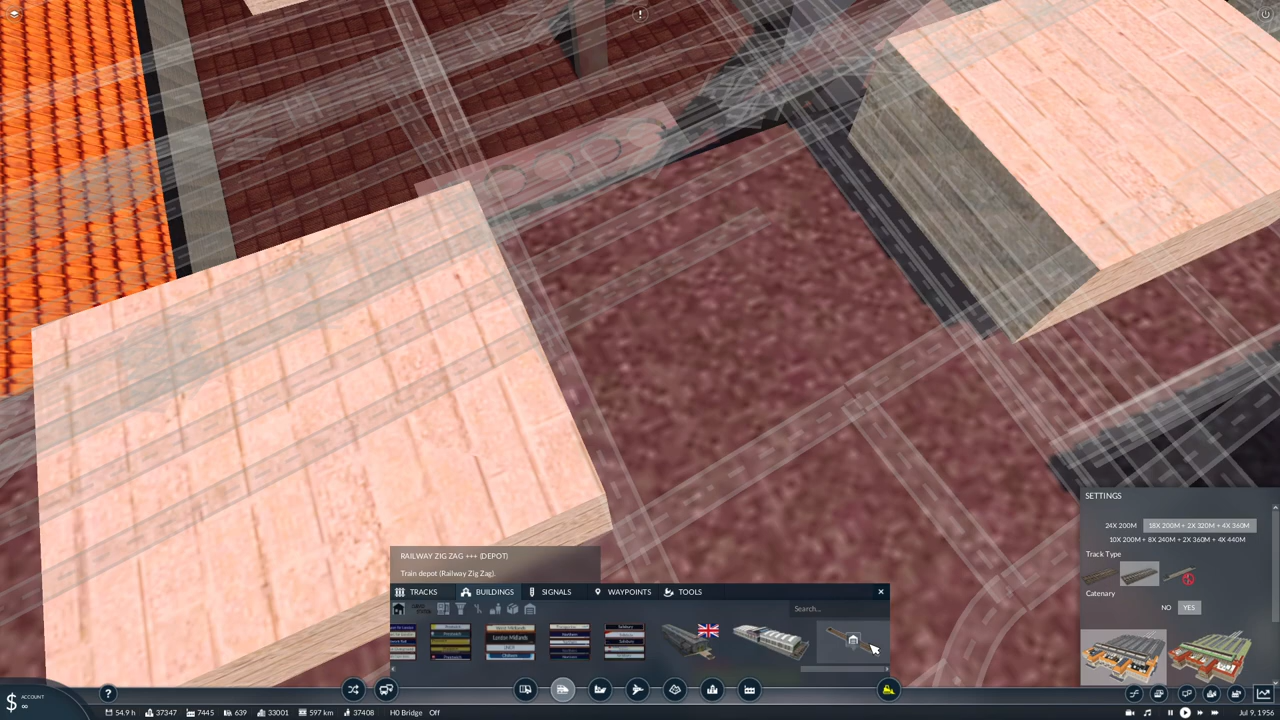 SETTINGS
24X 200M 18X 200M + 2X 320M + 4X 360M
10X 200M + 8X 240M + 2X 360M + 4X 440M
Track Type
Catenary
NO YES
RAILWAY ZIG ZAG +++ (DEPOT)
Train depot (Railway Zig Zag).
TRACKS BUILDINGS SIGNALS WAYPOINTS TOOLS
Search...
London Midlands
$ ACCOUNT
∞
?
54.9 h 37347 7445 639 33001 597 km 37408 H0 Bridge Off
Jul 9, 1956